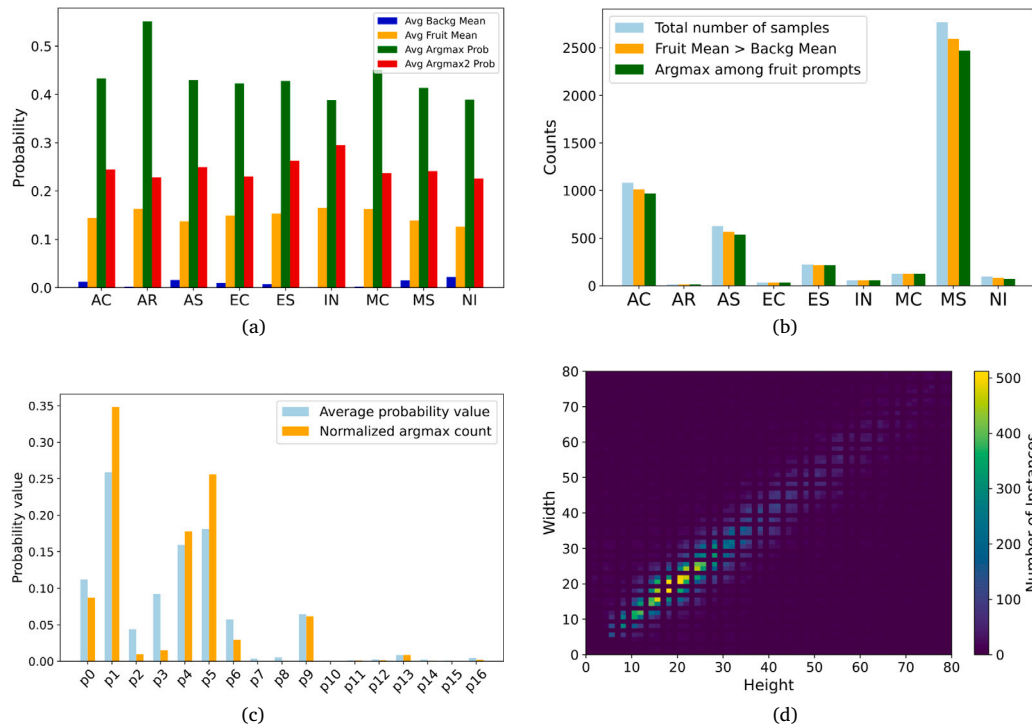 Avg Backg Mean
Avg Fruit Mean
Avg Argmax Prob
Avg Argmax2 Prob
0.5
0.4
0.3
0.2
0.1
0.0
Probability
AC AR AS EC ES IN MC MS NI
(a)
Total number of samples
Fruit Mean > Backg Mean
Argmax among fruit prompts
2500
2000
1500
1000
500
0
Counts
AC AR AS EC ES IN MC MS NI
(b)
Average probability value
Normalized argmax count
0.35
0.30
0.25
0.20
0.15
0.10
0.05
0.00
Probability value
p0 p1 p2 p3 p4 p5 p6 p7 p8 p9 p10 p11 p12 p13 p14 p15 p16
(c)
80
70
60
50
40
30
20
10
0
Width
0 10 20 30 40 50 60 70 80
Height
500
400
300
200
100
0
Number of Instances
(d)